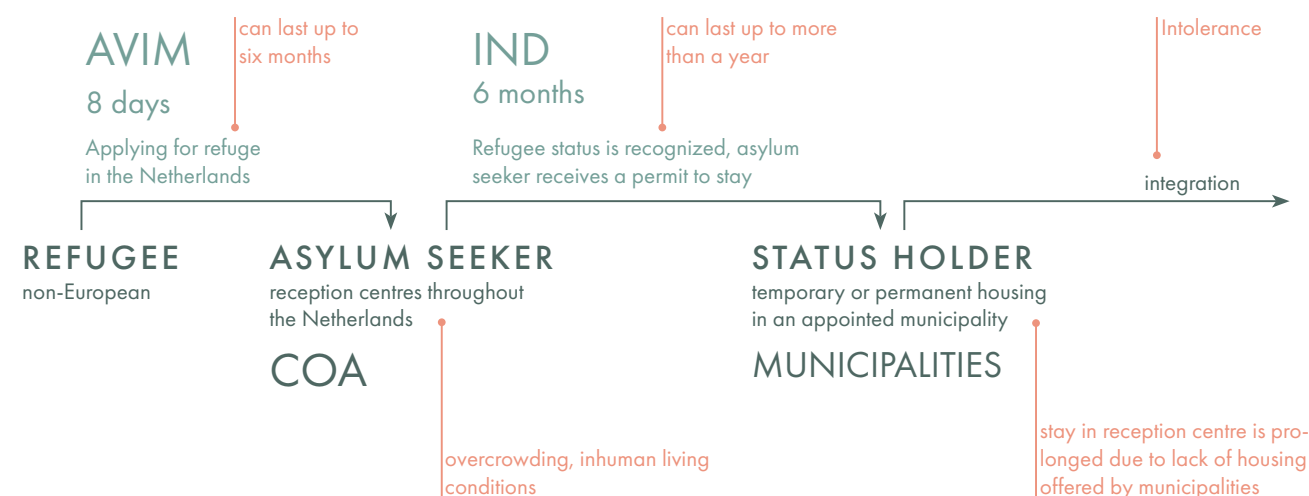 AVIM
8 days
Applying for refuge
in the Netherlands
can last up to
six months
IND
6 months
Refugee status is recognized, asylum
seeker receives a permit to stay
can last up to more
than a year
Intolerance
integration
REFUGEE
non-European
ASYLUM SEEKER
reception centres throughout
the Netherlands
COA
overcrowding, inhuman living
conditions
STATUS HOLDER
temporary or permanent housing
in an appointed municipality
MUNICIPALITIES
stay in reception centre is pro-
longed due to lack of housing
offered by municipalities